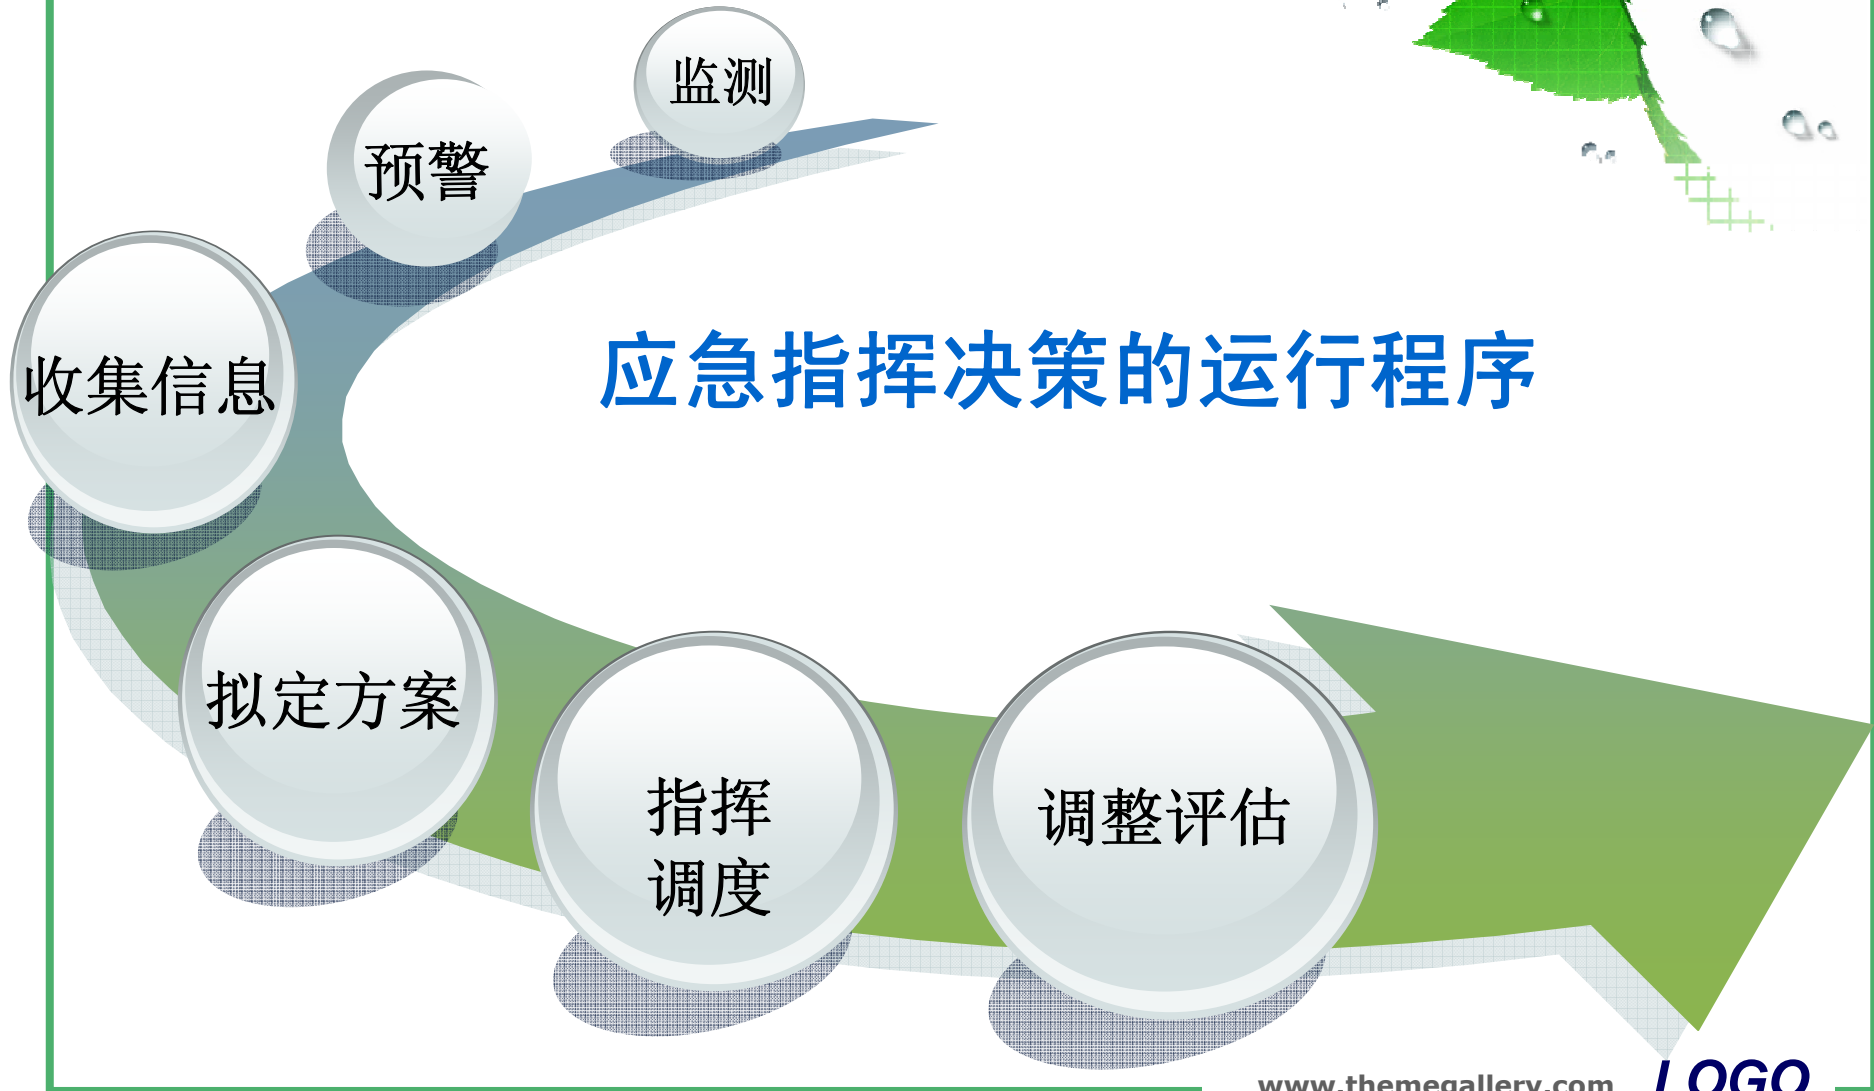 监测
预警
收集信息
应急指挥决策的运行程序
拟定方案
指挥
调度
调整评估
www.themegallery.com
LOGO